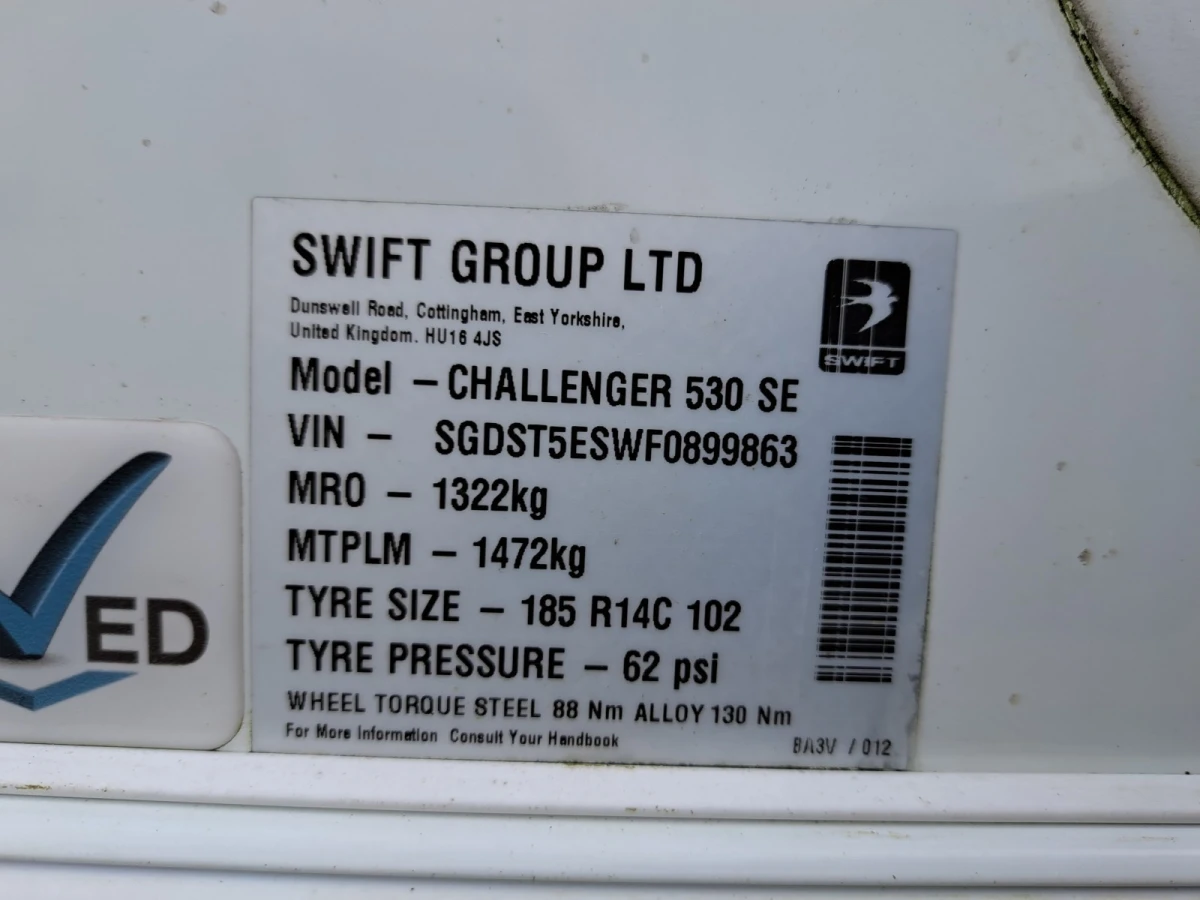 SWIFT GROUP LTD
Dunswell Road, Cottingham, East Yorkshire,
United Kingdom. HU16 4JS
SWIFT
Model – CHALLENGER 530 SE
VIN – SGDST5ESWF0899863
MRO – 1322kg
MTPLM – 1472kg
TYRE SIZE – 185 R14C 102
TYRE PRESSURE – 62 psi
WHEEL TORQUE STEEL 88 Nm ALLOY 130 Nm
For More Information Consult Your Handbook
BA3V / 012
ED